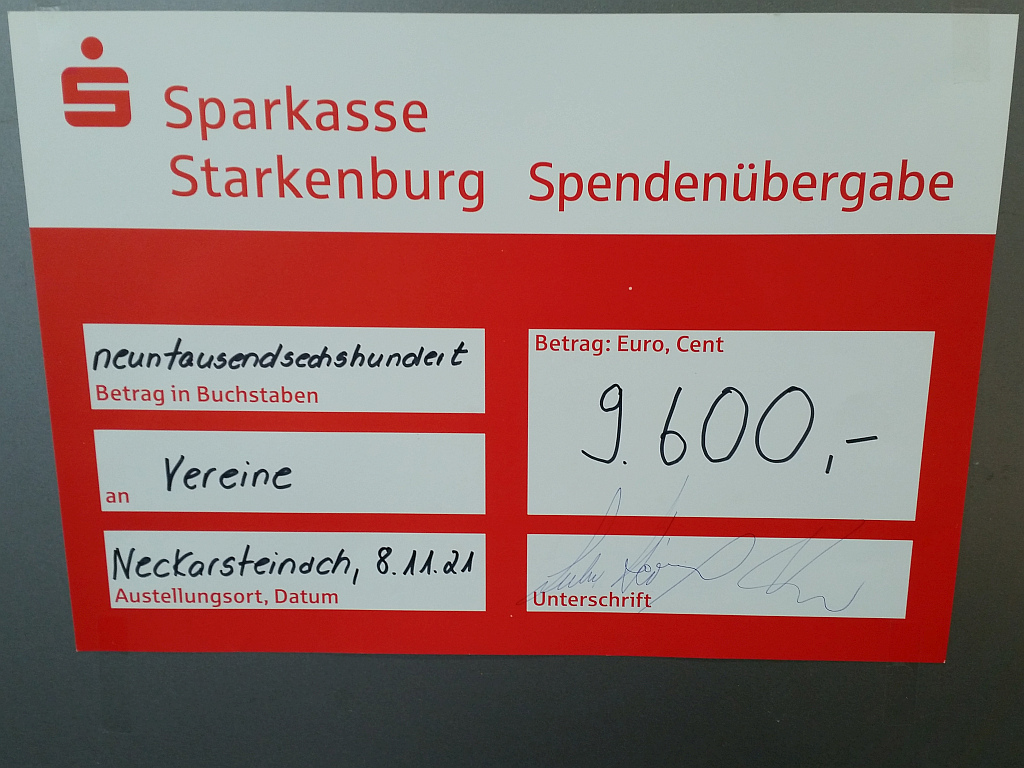 Sparkasse
Starkenburg
Spendenübergabe
neuntausendsechshundert
Betrag in Buchstaben
Betrag: Euro, Cent
9.600,-
Vereine
an
Neckarsteinach, 8.11.21
Austellungsort, Datum
Unterschrift